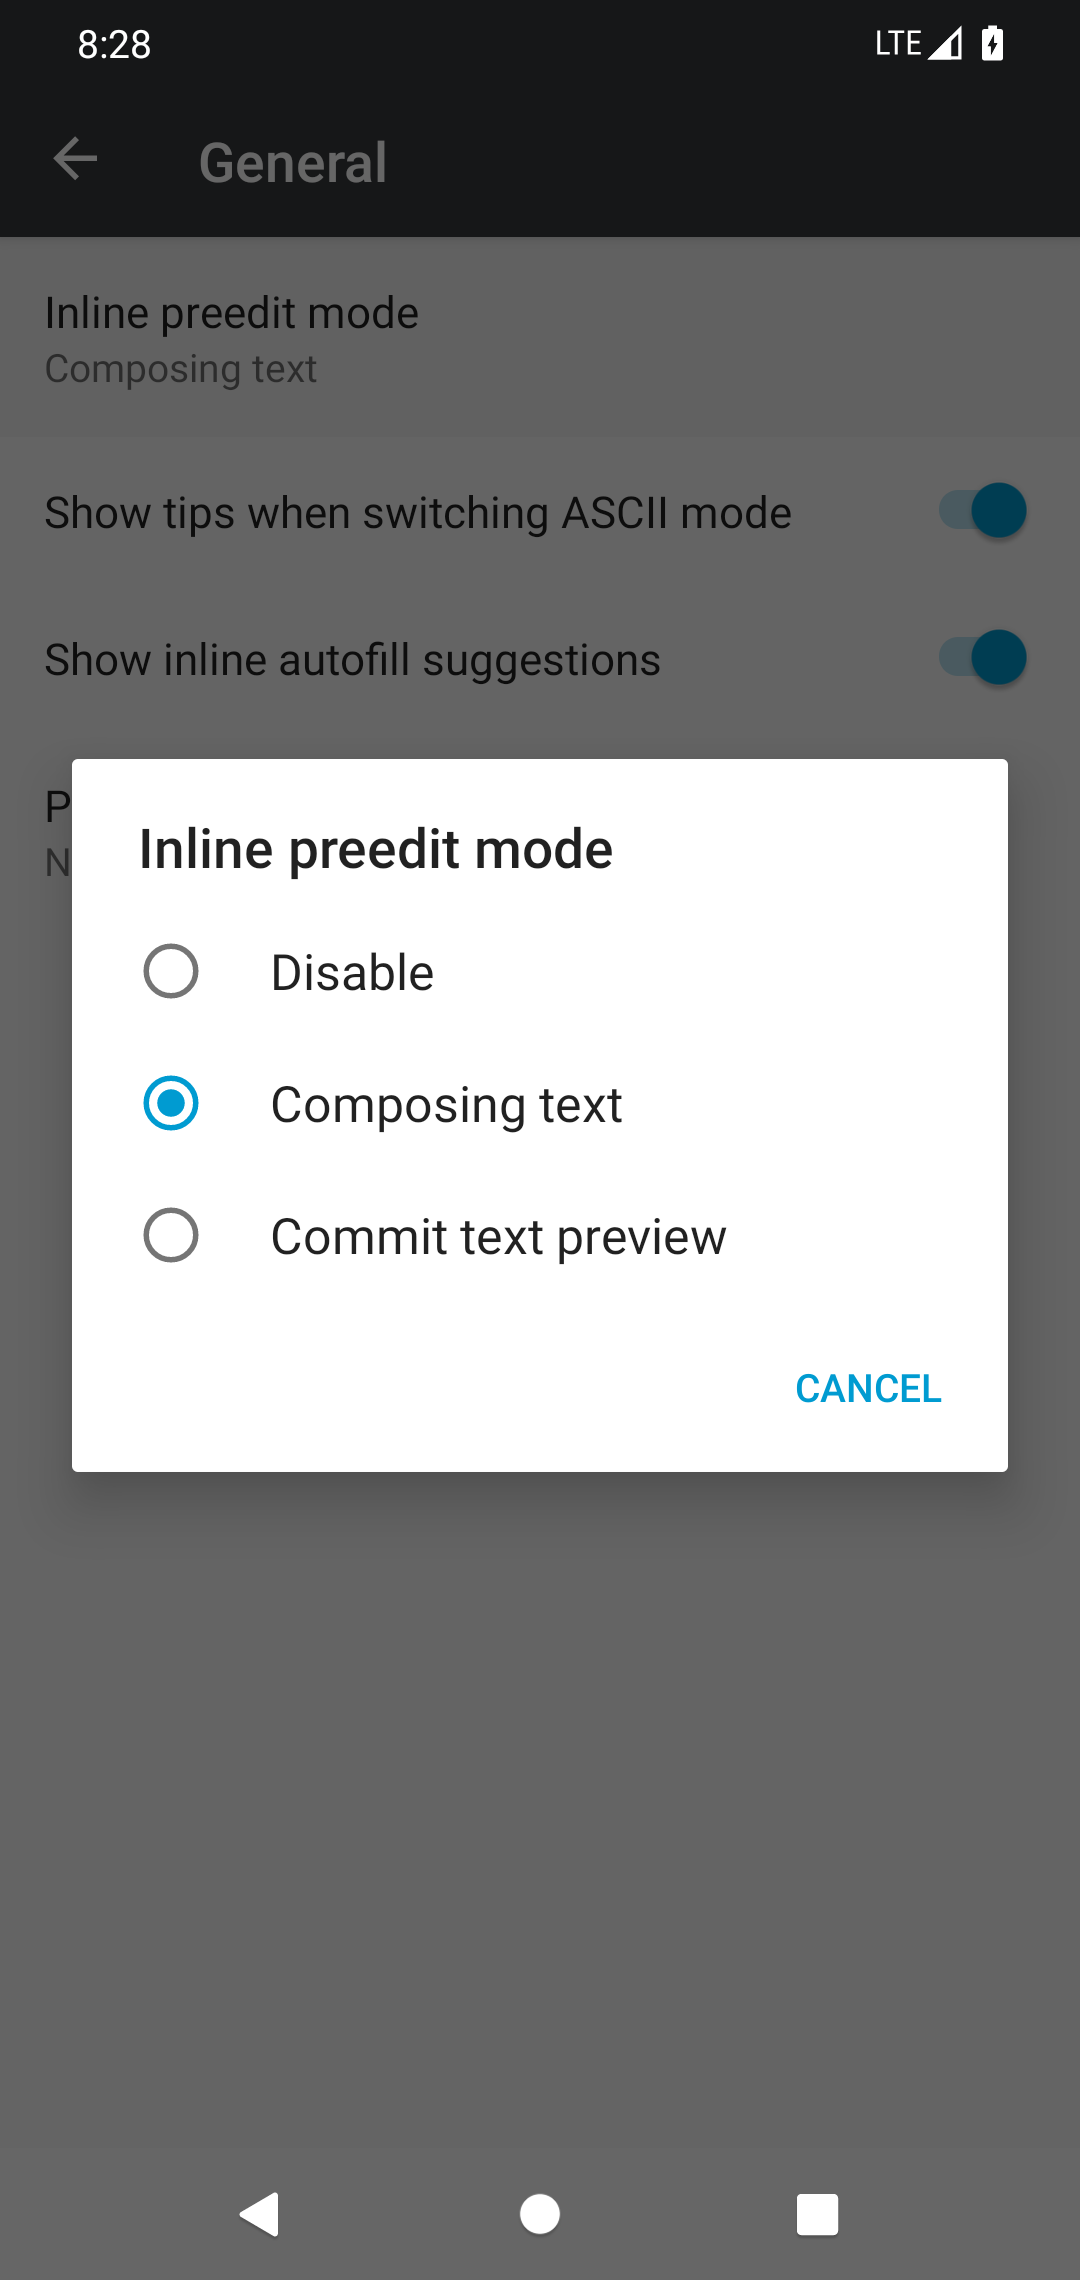 8:28
LTE
General
Inline preedit mode
Composing text
Show tips when switching ASCII mode
Show inline autofill suggestions
Inline preedit mode
Disable
Composing text
Commit text preview
CANCEL